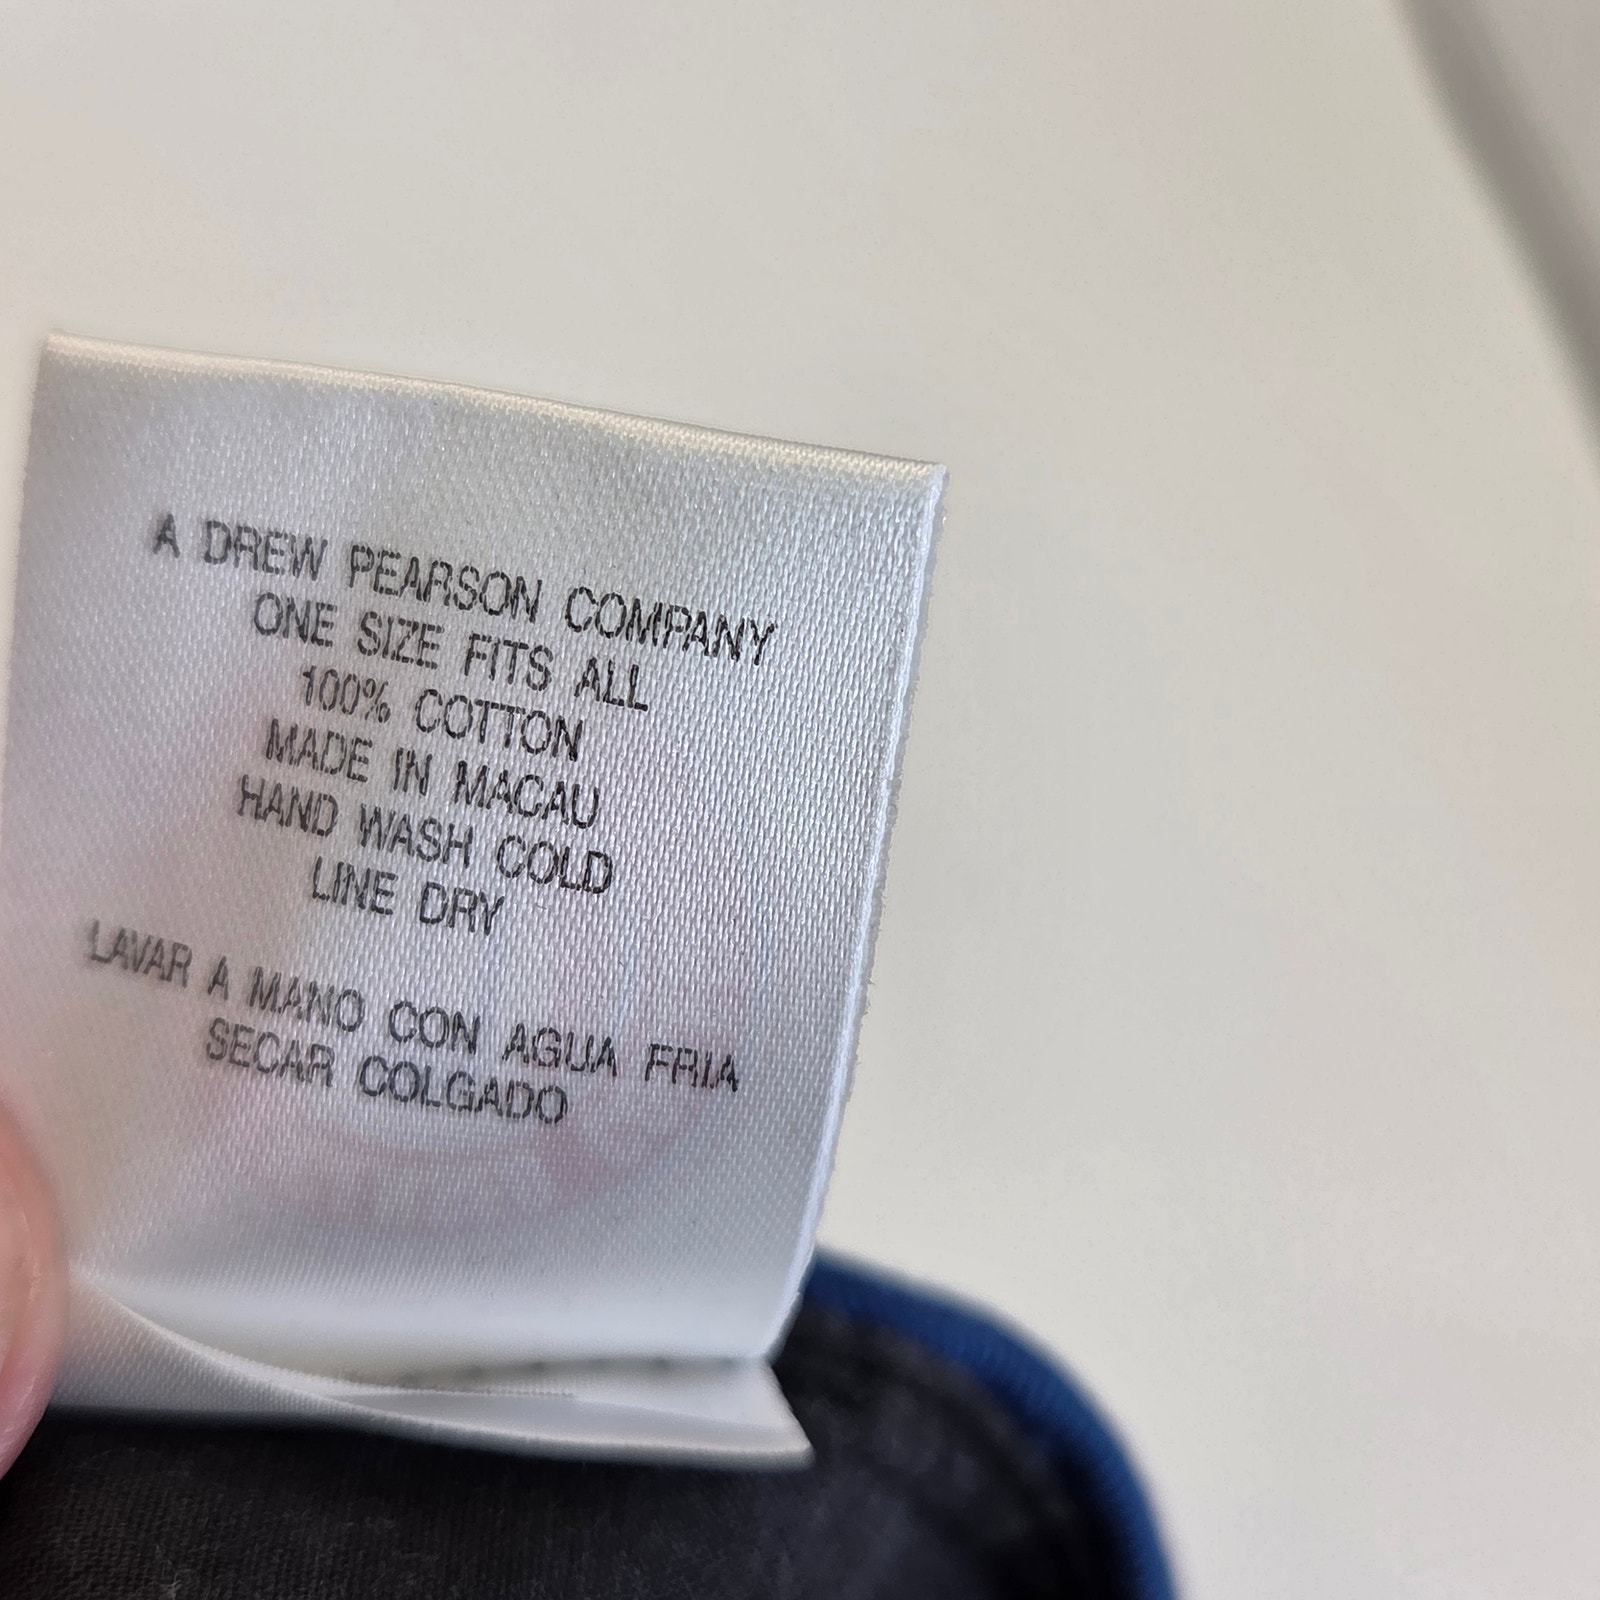 A DREW PEARSON COMPANY
ONE SIZE FITS ALL
100% COTTON
MADE IN MACAU
HAND WASH COLD
LINE DRY
LAVAR A MANO CON AGUA FRIA
SECAR COLGADO